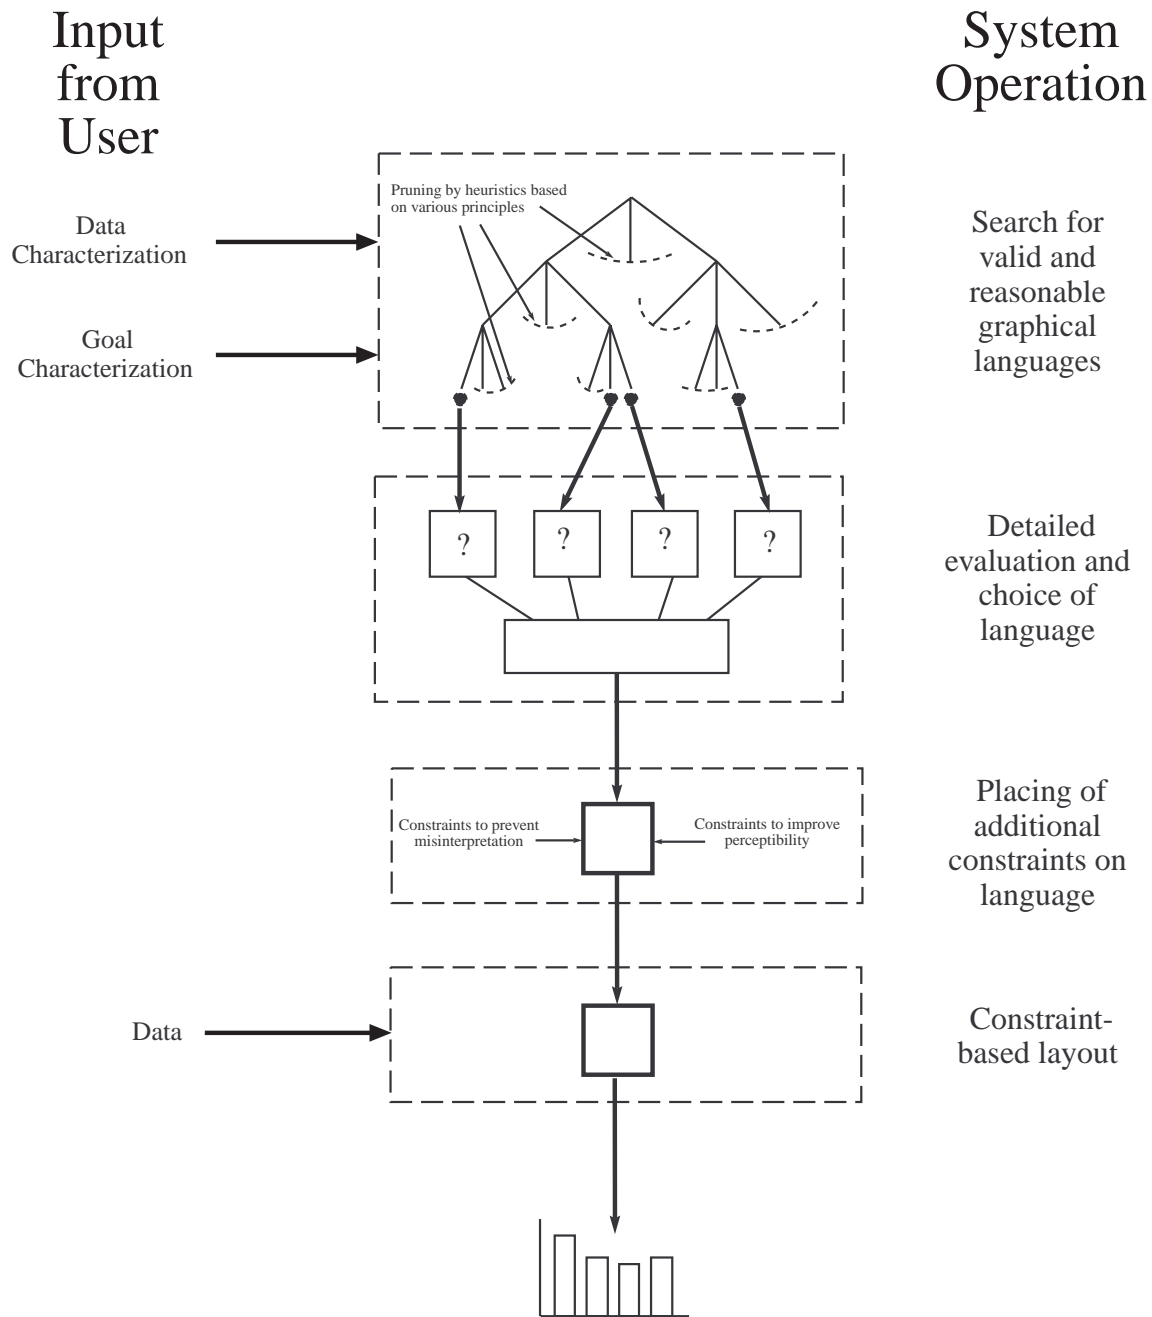 Input
from
User
System
Operation
Pruning by heuristics based
on various principles
Data
Characterization
Goal
Characterization
Search for
valid and
reasonable
graphical
languages
?
?
?
?
Detailed
evaluation and
choice of
language
Constraints to prevent
misinterpretation
Constraints to improve
perceptibility
Placing of
additional
constraints on
language
Data
Constraint-
based layout